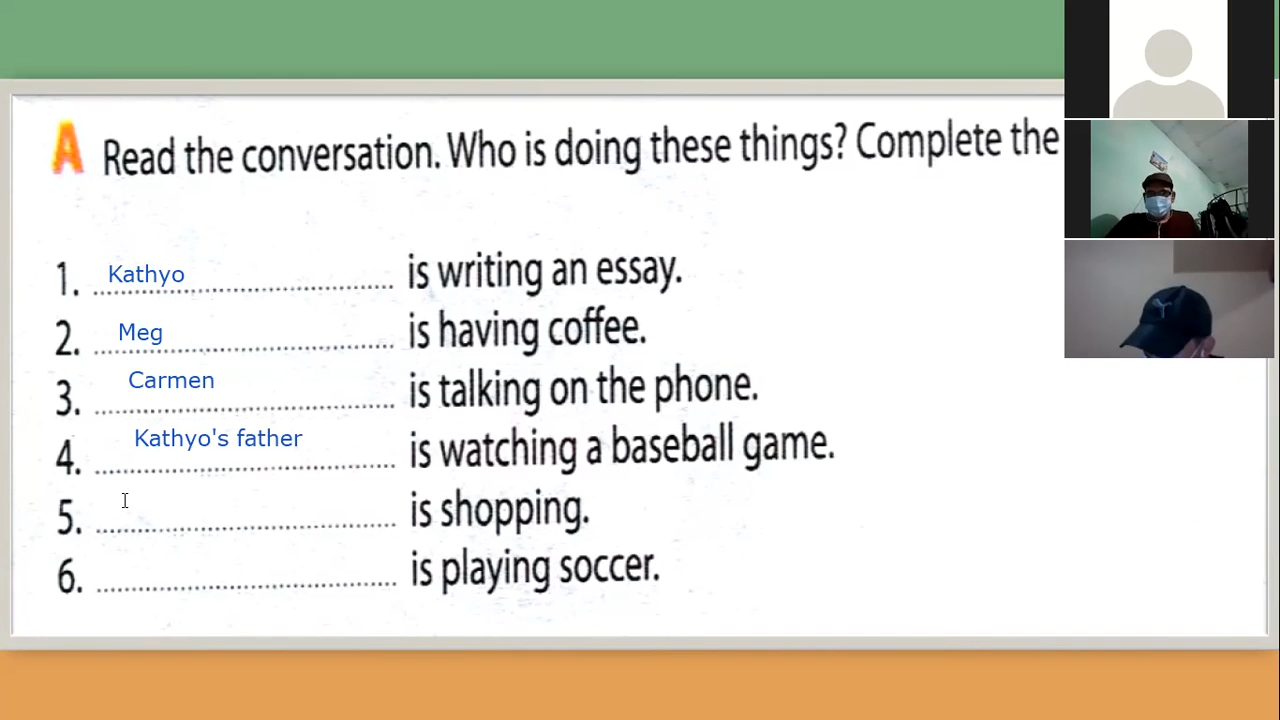 A Read the conversation. Who is doing these things? Complete the
1. Kathyo is writing an essay.
2. Meg is having coffee.
3. Carmen is talking on the phone.
4. Kathyo's father is watching a baseball game.
5. is shopping.
6. is playing soccer.